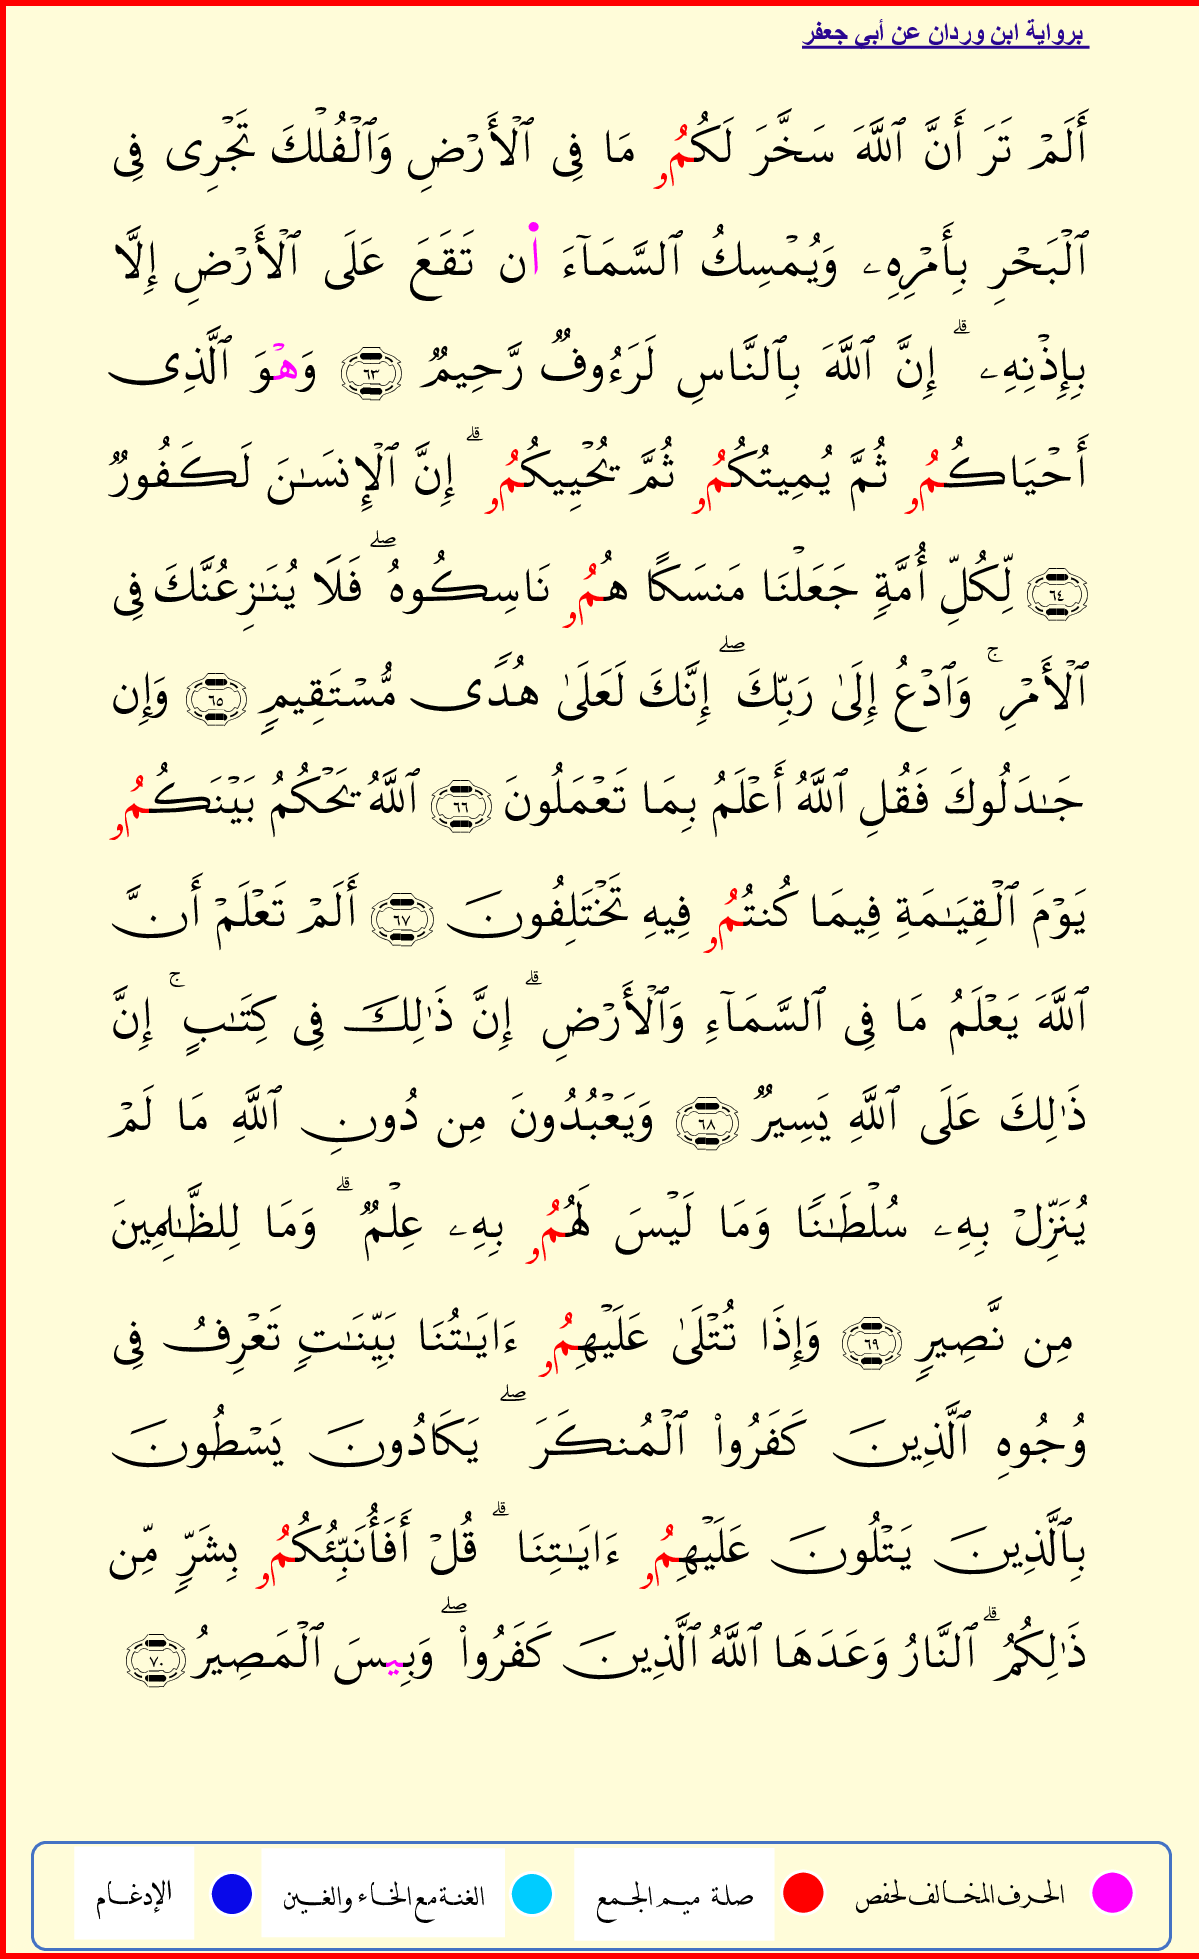 برواية ابن وردان عن أبي جعفر
أَلَمۡ تَرَ أَنَّ ٱللَّهَ سَخَّرَ لَكُمُۥ مَا فِي ٱلۡأَرۡضِ وَٱلۡفُلۡكَ تَجۡرِي فِي
ٱلۡبَحۡرِ بِأَمۡرِهِۦ وَيُمۡسِكُ ٱلسَّمَآءَ ا۬ن تَقَعَ عَلَى ٱلۡأَرۡضِ إِلَّا
بِإِذۡنِهِۦۗ إِنَّ ٱللَّهَ بِٱلنَّاسِ لَرَءُوفٌ رَّحِيمٌ ٦٣ وَهۡوَ ٱلَّذِي
أَحۡيَاكُمُۥ ثُمَّ يُمِيتُكُمُۥ ثُمَّ يُحۡيِيكُمُۥۗ إِنَّ ٱلۡإِنسَٰنَ لَكَفُورٌ
٦٤ لِّكُلِّ أُمَّةٍ جَعَلۡنَا مَنسَكًا هُمُۥ نَاسِكُوهُۖ فَلَا يُنَٰزِعُنَّكَ فِي
ٱلۡأَمۡرِۚ وَٱدۡعُ إِلَىٰ رَبِّكَۖ إِنَّكَ لَعَلَىٰ هُدًى مُّسۡتَقِيمٍ ٦٥ وَإِن
جَٰدَلُوكَ فَقُلِ ٱللَّهُ أَعۡلَمُ بِمَا تَعۡمَلُونَ ٦٦ ٱللَّهُ يَحۡكُمُ بَيۡنَكُمُۥ
يَوۡمَ ٱلۡقِيَٰمَةِ فِيمَا كُنتُمُۥ فِيهِ تَخۡتَلِفُونَ ٦٧ أَلَمۡ تَعۡلَمۡ أَنَّ
ٱللَّهَ يَعۡلَمُ مَا فِي ٱلسَّمَآءِ وَٱلۡأَرۡضِۗ إِنَّ ذَٰلِكَ فِي كِتَٰبٍۚ إِنَّ
ذَٰلِكَ عَلَى ٱللَّهِ يَسِيرٌ ٦٨ وَيَعۡبُدُونَ مِن دُونِ ٱللَّهِ مَا لَمۡ
يُنَزِّلۡ بِهِۦ سُلۡطَٰنًا وَمَا لَيۡسَ لَهُمُۥ بِهِۦ عِلۡمٌۗ وَمَا لِلظَّٰلِمِينَ
مِن نَّصِيرٍ ٦٩ وَإِذَا تُتۡلَىٰ عَلَيۡهِمُۥ ءَايَٰتُنَا بَيِّنَٰتٍ تَعۡرِفُ فِي
وُجُوهِ ٱلَّذِينَ كَفَرُواْ ٱلۡمُنكَرَۖ يَكَادُونَ يَسۡطُونَ
بِٱلَّذِينَ يَتۡلُونَ عَلَيۡهِمُۥ ءَايَٰتِنَاۗ قُلۡ أَفَأُنَبِّئُكُمُۥ بِشَرٍّ مِّن
ذَٰلِكُمُۗ ٱلنَّارُ وَعَدَهَا ٱللَّهُ ٱلَّذِينَ كَفَرُواْۖ وَبِيسَ ٱلۡمَصِيرُ ٧٠
الحرف المخالف لحفص صلة ميم الجمع الغنة مع الخاء والغين الإدغام